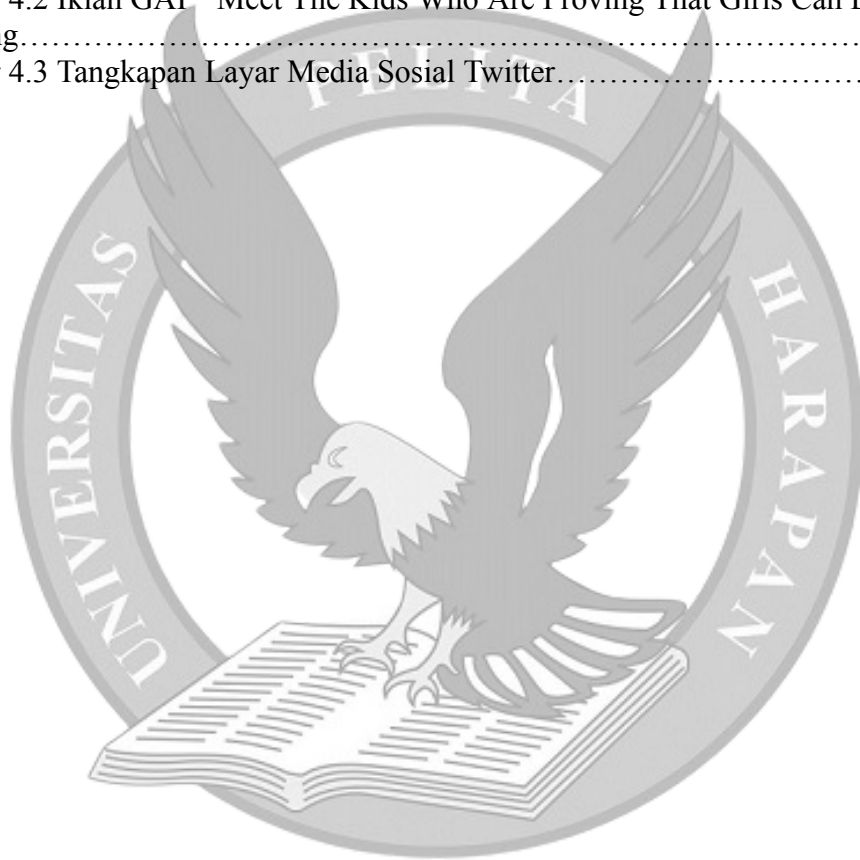 4.2 Iklan GAP "Meet The Kids Who Are Proving That Girls Can
g……………………………………………………………………
4.3 Tangkapan Layar Media Sosial Twitter………………………
PELITA
UNIVERSITAS
HARAPAN